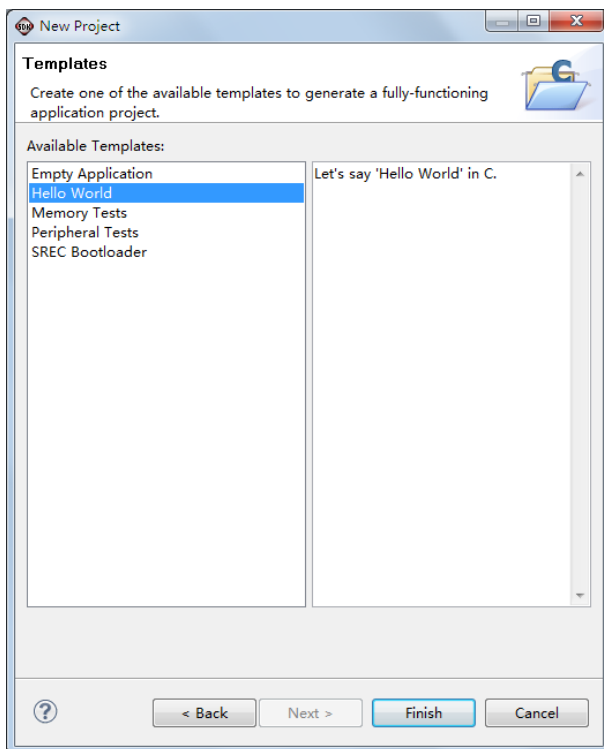 SDK New Project
Templates
Create one of the available templates to generate a fully-functioning
application project.
C
Available Templates:
Empty Application
Hello World
Memory Tests
Peripheral Tests
SREC Bootloader
Let's say 'Hello World' in C.
? < Back Next > Finish Cancel